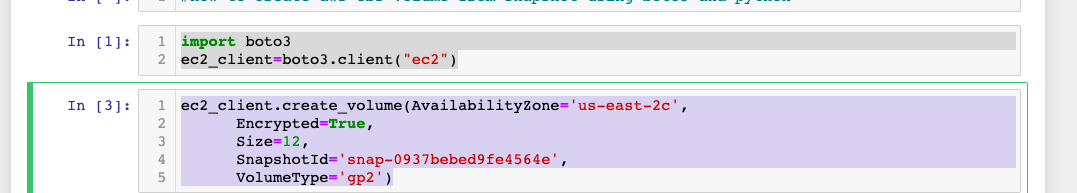 In [1]:
1 import boto3
2 ec2_client=boto3.client("ec2")
In [3]:
1 ec2_client.create_volume(AvailabilityZone='us-east-2c',
2 Encrypted=True,
3 Size=12,
4 SnapshotId='snap-0937bebed9fe4564e',
5 VolumeType='gp2')